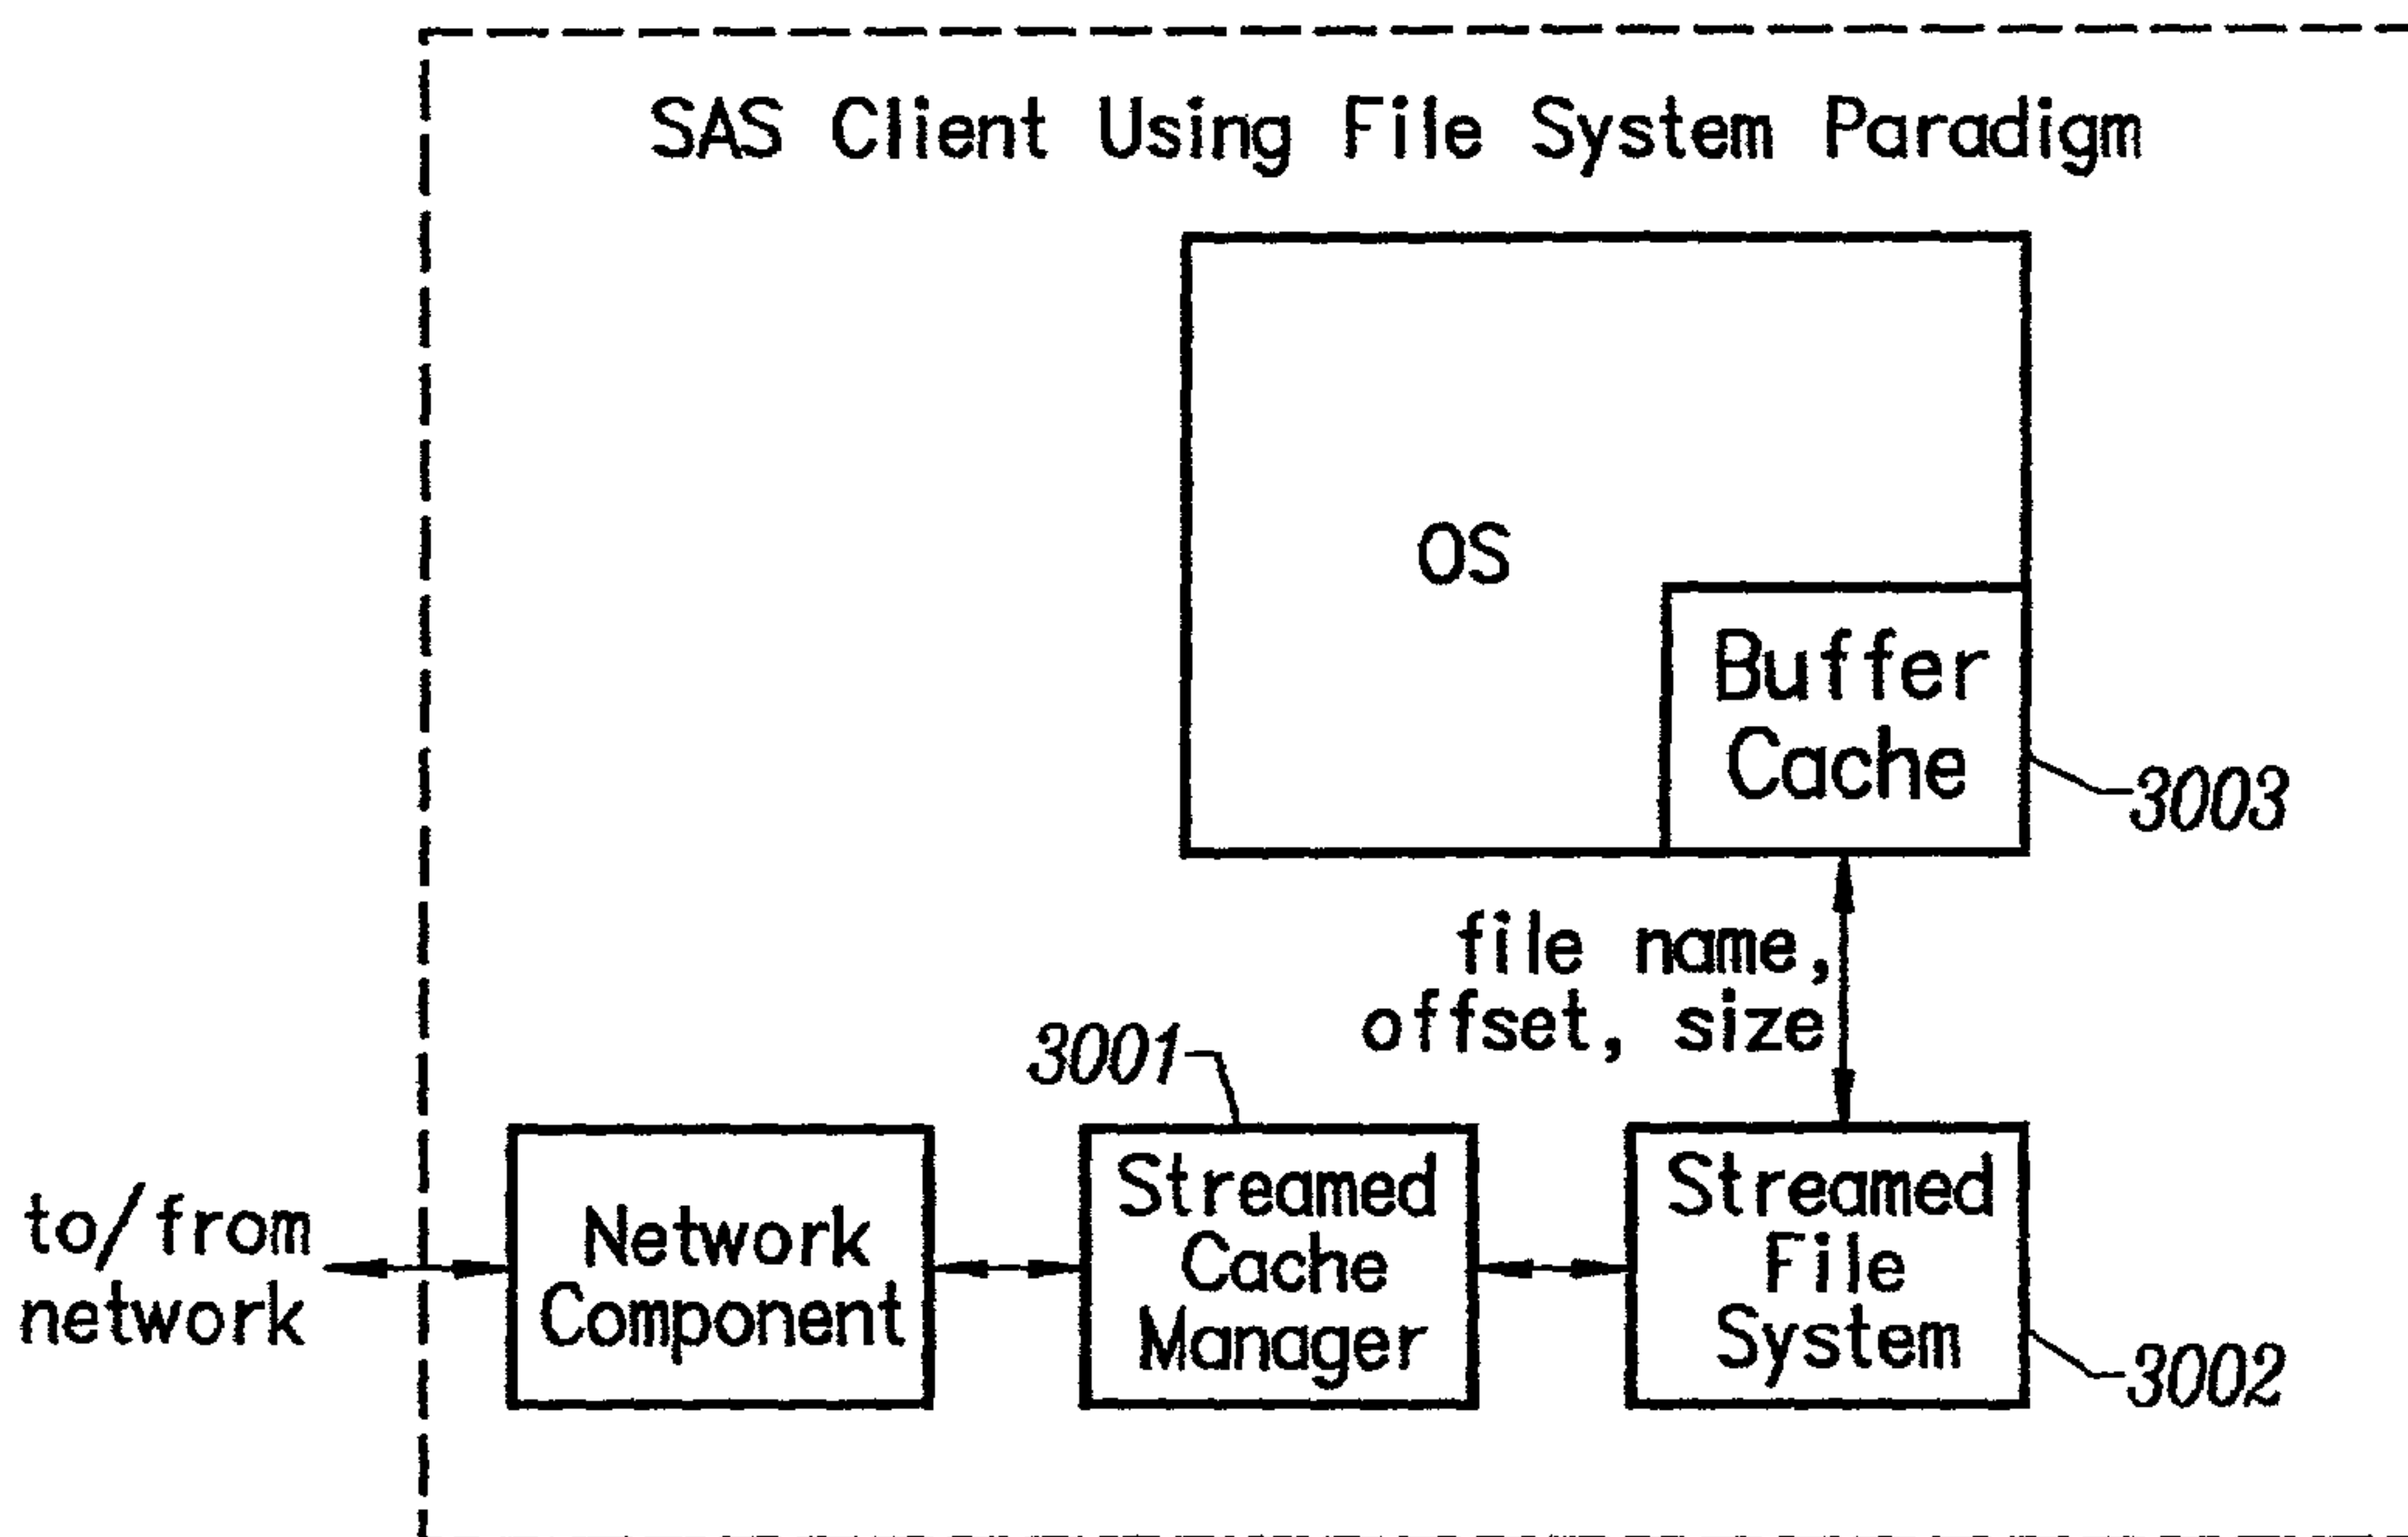 SAS Client Using File System Paradigm
OS
Buffer
Cache
3003
file name,
offset, size
3001
to/from
network
Network
Component
Streamed
Cache
Manager
Streamed
File
System
3002